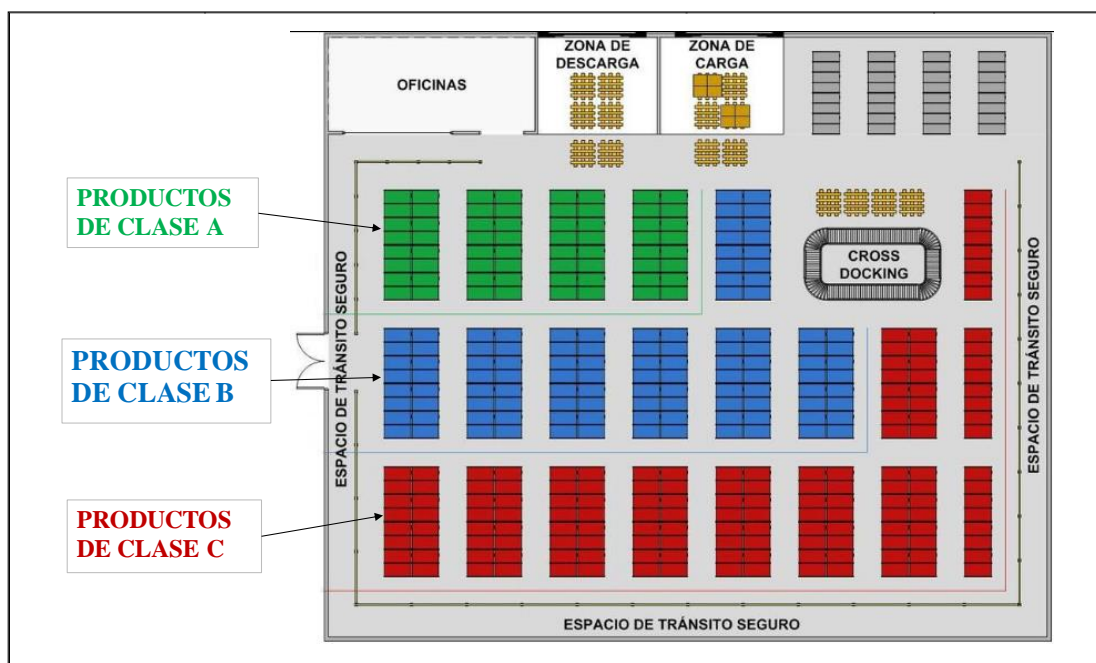 OFICINAS
ZONA DE
DESCARGA
ZONA DE
CARGA
PRODUCTOS
DE CLASE A
CROSS
DOCKING
ESPACIO DE TRÁNSITO SEGURO
ESPACIO DE TRÁNSITO SEGURO
PRODUCTOS
DE CLASE B
PRODUCTOS
DE CLASE C
ESPACIO DE TRÁNSITO SEGURO